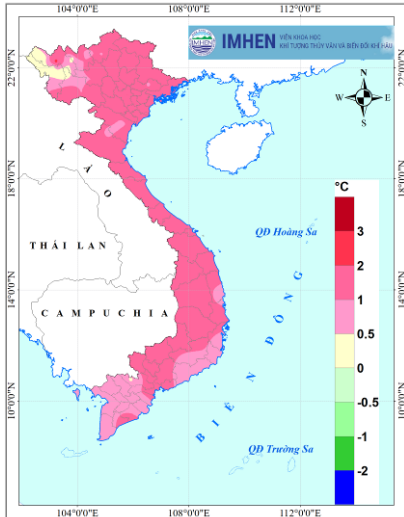 104°0'0"E 108°0'0"E 112°0'0"E
IMHEN
VIỆN KHOA HỌC
KHÍ TƯỢNG THỦY VĂN VÀ BIẾN ĐỔI KHÍ HẬU
22°0'0"N
N
W E
S
LÀO
18°0'0"N
°C
3
2
1
0.5
0
-0.5
-1
-2
QĐ Hoàng Sa
THÁI LAN
14°0'0"N
CAMPUCHIA
BIỂN ĐÔNG
10°0'0"N
QĐ Trường Sa
104°0'0"E 108°0'0"E 112°0'0"E